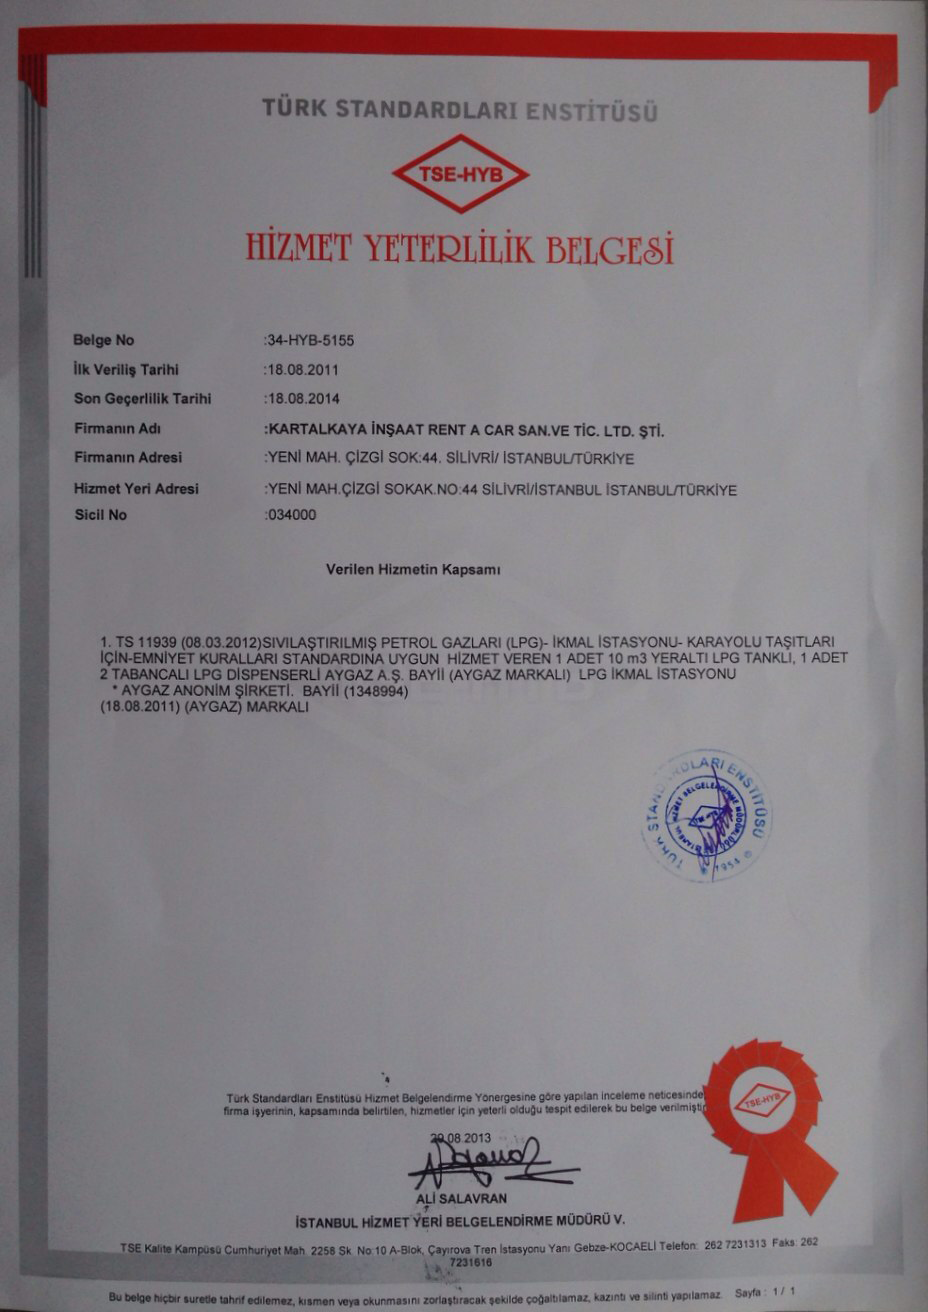 TÜRK STANDARDLARI ENSTİTÜSÜ
TSE-HYB
HİZMET YETERLİLİK BELGESİ
Belge No :34-HYB-5155
İlk Veriliş Tarihi :18.08.2011
Son Geçerlilik Tarihi :18.08.2014
Firmanın Adı :KARTALKAYA İNŞAAT RENT A CAR SAN.VE TİC. LTD. ŞTİ.
Firmanın Adresi :YENİ MAH. ÇİZGİ SOK:44. SİLİVRİ/ İSTANBUL/TÜRKİYE
Hizmet Yeri Adresi :YENİ MAH.ÇİZGİ SOKAK.NO:44 SİLİVRİ/İSTANBUL İSTANBUL/TÜRKİYE
Sicil No :034000
Verilen Hizmetin Kapsamı
1. TS 11939 (08.03.2012)SIVILAŞTIRILMIŞ PETROL GAZLARI (LPG)- İKMAL İSTASYONU- KARAYOLU TAŞITLARI
İÇİN-EMNİYET KURALLARI STANDARDINA UYGUN HİZMET VEREN 1 ADET 10 m3 YERALTI LPG TANKLI, 1 ADET
2 TABANCALI LPG DİSPENSERLİ AYGAZ A.Ş. BAYİİ (AYGAZ MARKALI) LPG İKMAL İSTASYONU
* AYGAZ ANONİM ŞİRKETİ. BAYİİ (1348994)
(18.08.2011) (AYGAZ) MARKALI
TÜRK STANDARDLARI ENSTİTÜSÜ
1954
Türk Standardları Enstitüsü Hizmet Belgelendirme Yönergesine göre yapılan inceleme neticesinde
firma işyerinin, kapsamında belirtilen, hizmetler için yeterli olduğu tespit edilerek bu belge verilmiştir
TSE-HYB
29.08.2013
ALİ SALAVRAN
İSTANBUL HİZMET YERİ BELGELENDİRME MÜDÜRÜ V.
TSE Kalite Kampüsü Cumhuriyet Mah. 2258 Sk. No:10 A-Blok, Çayırova Tren İstasyonu Yanı Gebze-KOCAELİ Telefon: 262 7231313 Faks: 262
7231616
Bu belge hiçbir suretle tahrif edilemez, kısmen veya okunmasını zorlaştıracak şekilde çoğaltılamaz, kazıntı ve silinti yapılamaz. Sayfa : 1 / 1